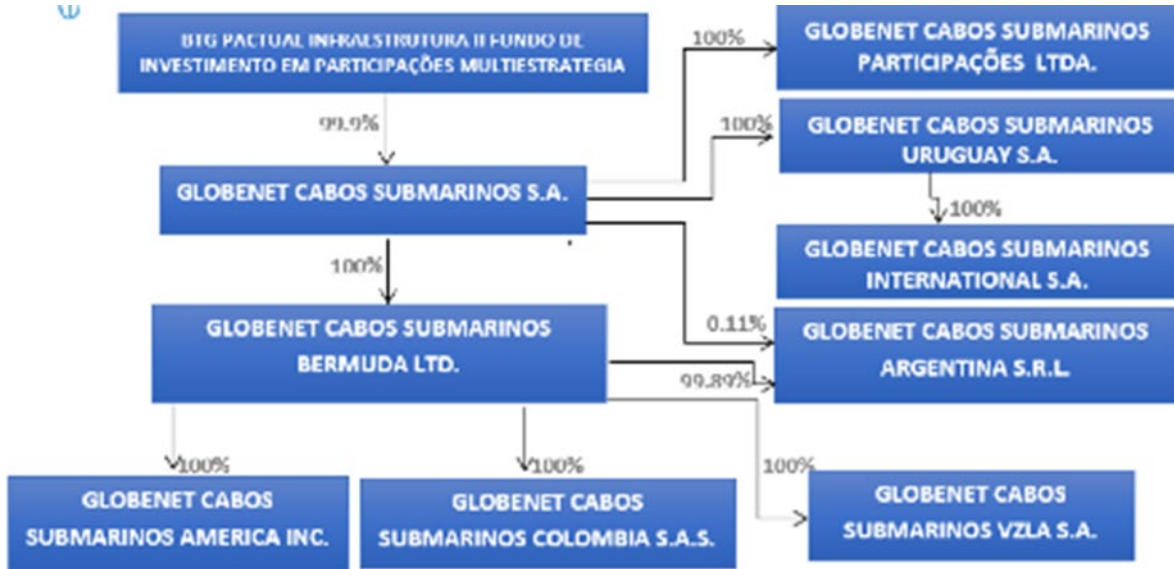 BTG PACTUAL INFRAESTRUTURA II FUNDO DE
INVESTIMENTO EM PARTICIPAÇÕES MULTIESTRATEGIA
100%
GLOBENET CABOS SUBMARINOS
PARTICIPAÇÕES LTDA.
99.9%
100%
GLOBENET CABOS SUBMARINOS
URUGUAY S.A.
GLOBENET CABOS SUBMARINOS S.A.
100%
GLOBENET CABOS SUBMARINOS
INTERNATIONAL S.A.
100%
GLOBENET CABOS SUBMARINOS
BERMUDA LTD.
0.11%
GLOBENET CABOS SUBMARINOS
ARGENTINA S.R.L.
99.89%
100%
100%
100%
GLOBENET CABOS
SUBMARINOS AMERICA INC.
GLOBENET CABOS
SUBMARINOS COLOMBIA S.A.S.
GLOBENET CABOS
SUBMARINOS VZLA S.A.